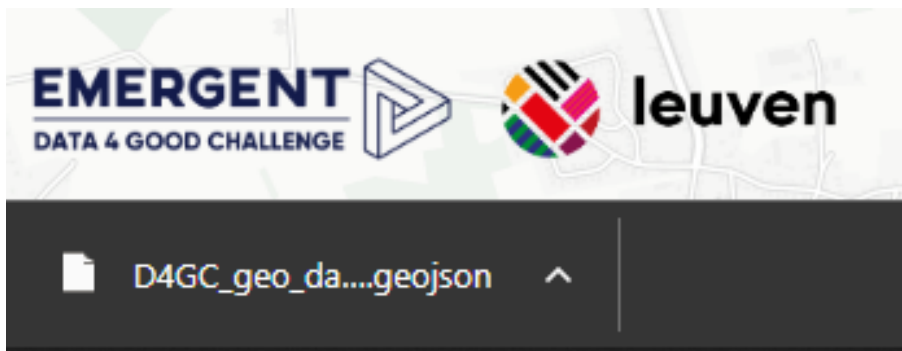 EMERGENT
DATA 4 GOOD CHALLENGE
leuven
D4GC_geo_da....geojson